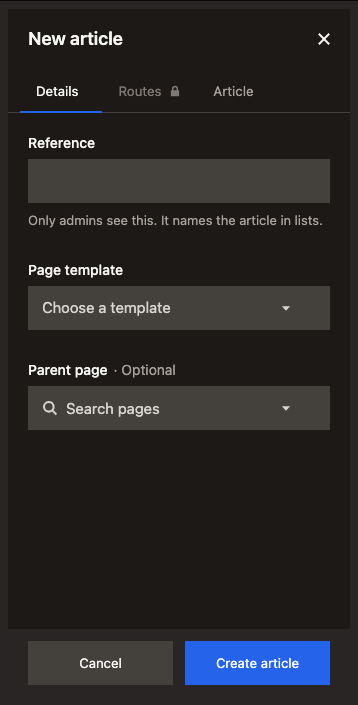 New article
Details
Routes
Article
Reference
Only admins see this. It names the article in lists.
Page template
Choose a template
Parent page · Optional
Search pages
Cancel
Create article